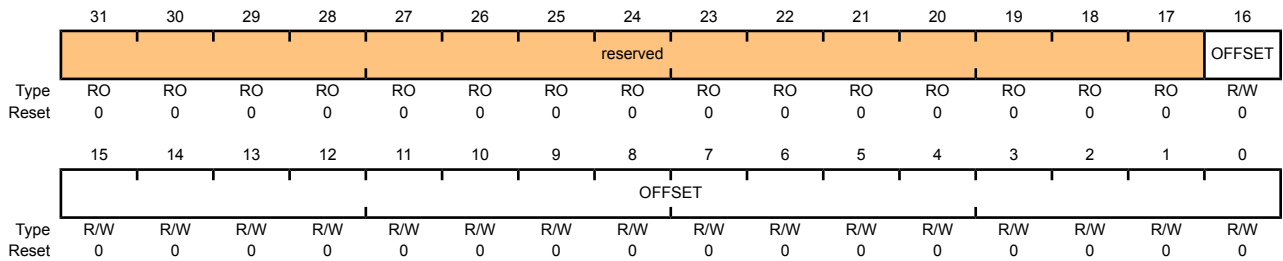 31 30 29 28 27 26 25 24 23 22 21 20 19 18 17 16
reserved OFFSET
Type RO RO RO RO RO RO RO RO RO RO RO RO RO RO RO R/W
Reset 0 0 0 0 0 0 0 0 0 0 0 0 0 0 0 0
15 14 13 12 11 10 9 8 7 6 5 4 3 2 1 0
OFFSET
Type R/W R/W R/W R/W R/W R/W R/W R/W R/W R/W R/W R/W R/W R/W R/W R/W
Reset 0 0 0 0 0 0 0 0 0 0 0 0 0 0 0 0